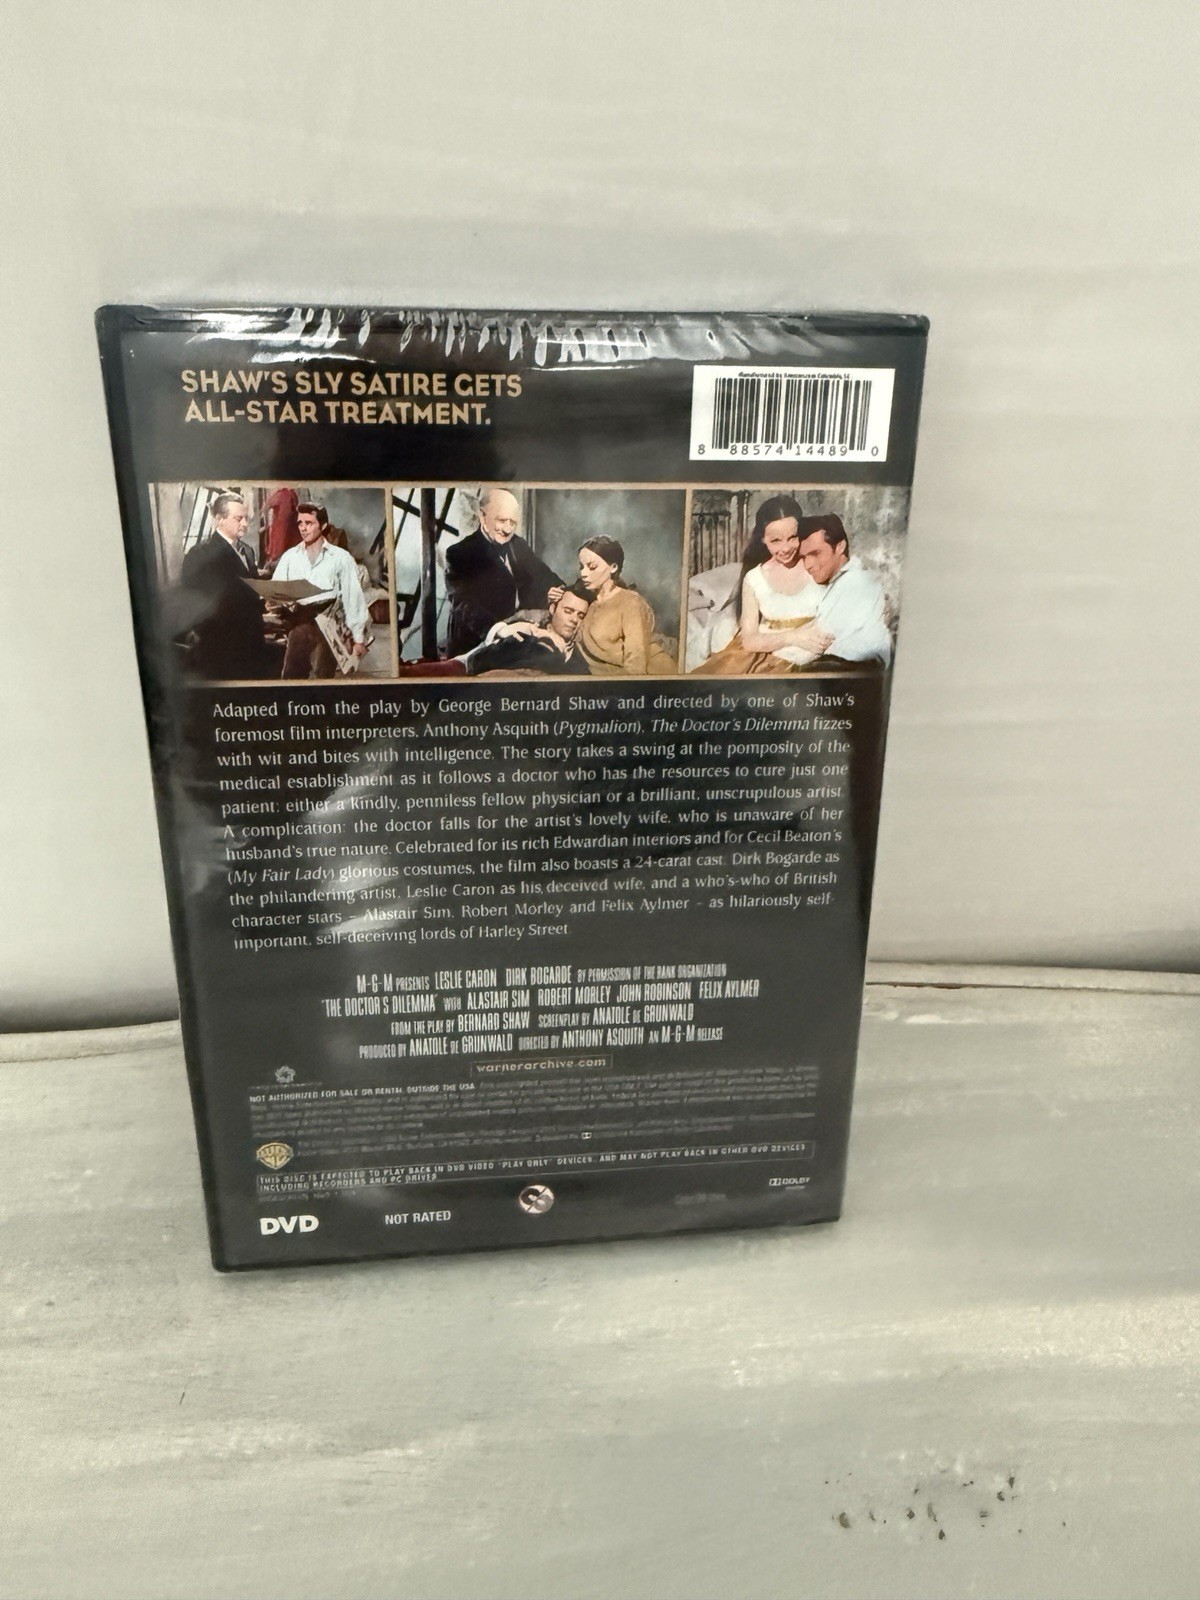 SHAW'S SLY SATIRE GETS
ALL-STAR TREATMENT.
8 88574 14489 0
Adapted from the play by George Bernard Shaw and directed by one of Shaw's
foremost film interpreters, Anthony Asquith (Pygmalion), The Doctor's Dilemma fizzes
with wit and bites with intelligence. The story takes a swing at the pomposity of the
medical establishment as it follows a doctor who has the resources to cure just one
patient: either a kindly, penniless fellow physician or a brilliant, unscrupulous artist.
A complication: the doctor falls for the artist's lovely wife, who is unaware of her
husband's true nature. Celebrated for its rich Edwardian interiors and for Cecil Beaton's
(My Fair Lady) glorious costumes, the film also boasts a 24-carat cast. Dirk Bogarde as
the philandering artist, Leslie Caron as his deceived wife, and a who's-who of British
character stars – Alastair Sim, Robert Morley and Felix Aylmer – as hilariously self-
important, self-deceiving lords of Harley Street.
M-G-M PRESENTS LESLIE CARON DIRK BOGARDE BY PERMISSION OF THE RANK ORGANIZATION
"THE DOCTOR'S DILEMMA" WITH ALASTAIR SIM ROBERT MORLEY JOHN ROBINSON FELIX AYLMER
FROM THE PLAY BY BERNARD SHAW SCREENPLAY BY ANATOLE DE GRUNWALD
PRODUCED BY ANATOLE DE GRUNWALD DIRECTED BY ANTHONY ASQUITH AN M-G-M RELEASE
warnerarchive.com
NOT AUTHORIZED FOR SALE OR RENTAL OUTSIDE THE USA.
THIS DISC IS EXPECTED TO PLAY BACK IN DVD VIDEO "PLAY ONLY" DEVICES, AND MAY NOT PLAY BACK IN OTHER DVD DEVICES
INCLUDING RECORDERS AND PC DRIVES
DOLBY
DVD NOT RATED